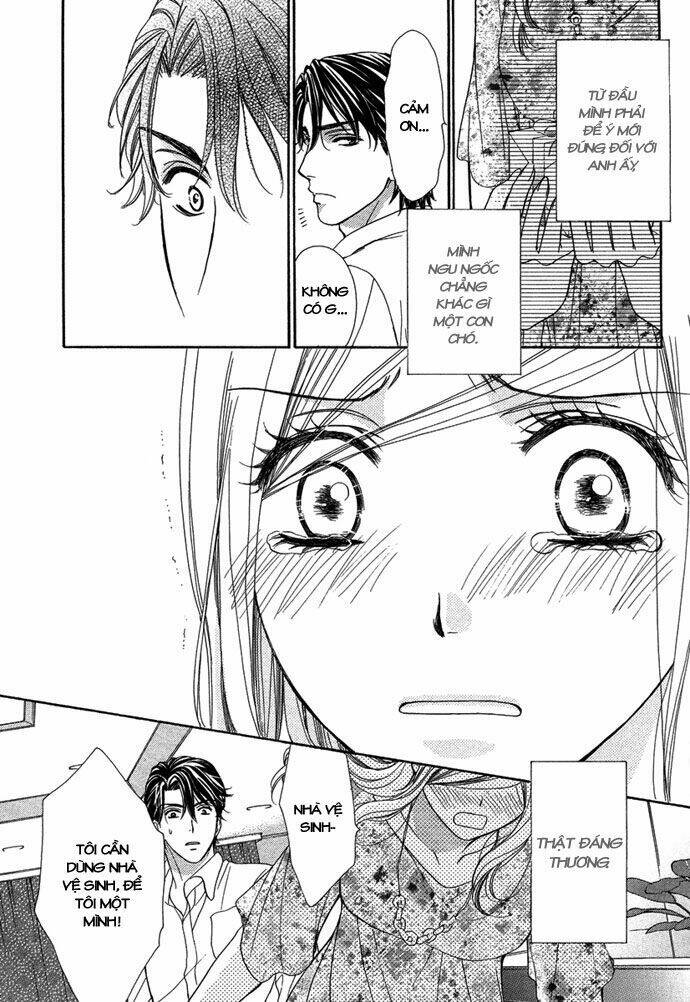 TỪ ĐẦU
MÌNH PHẢI
ĐỂ Ý MỚI
ĐÚNG ĐỐI VỚI
ANH ẤY,
CẢM
ƠN...
MÌNH
NGU NGỐC
CHẲNG
KHÁC GÌ
MỘT CON
CHÓ.
KHÔNG
CÓ G...
THẬT ĐÁNG
THƯƠNG
NHÀ VỆ
SINH-
TÔI CẦN
DÙNG NHÀ
VỆ SINH, ĐỂ
TÔI MỘT
MÌNH!